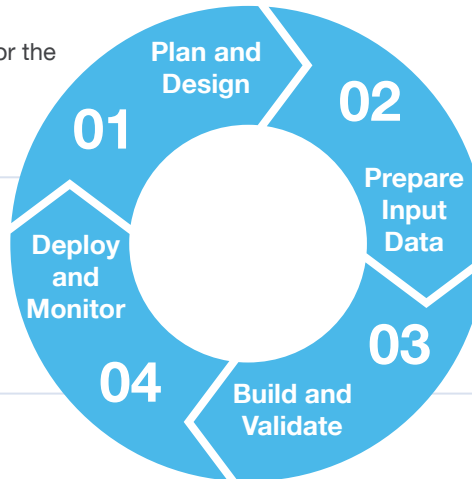 or the
Plan and
Design
01
02
Prepare
Input
Data
03
Build and
Validate
Deploy
and
Monitor
04